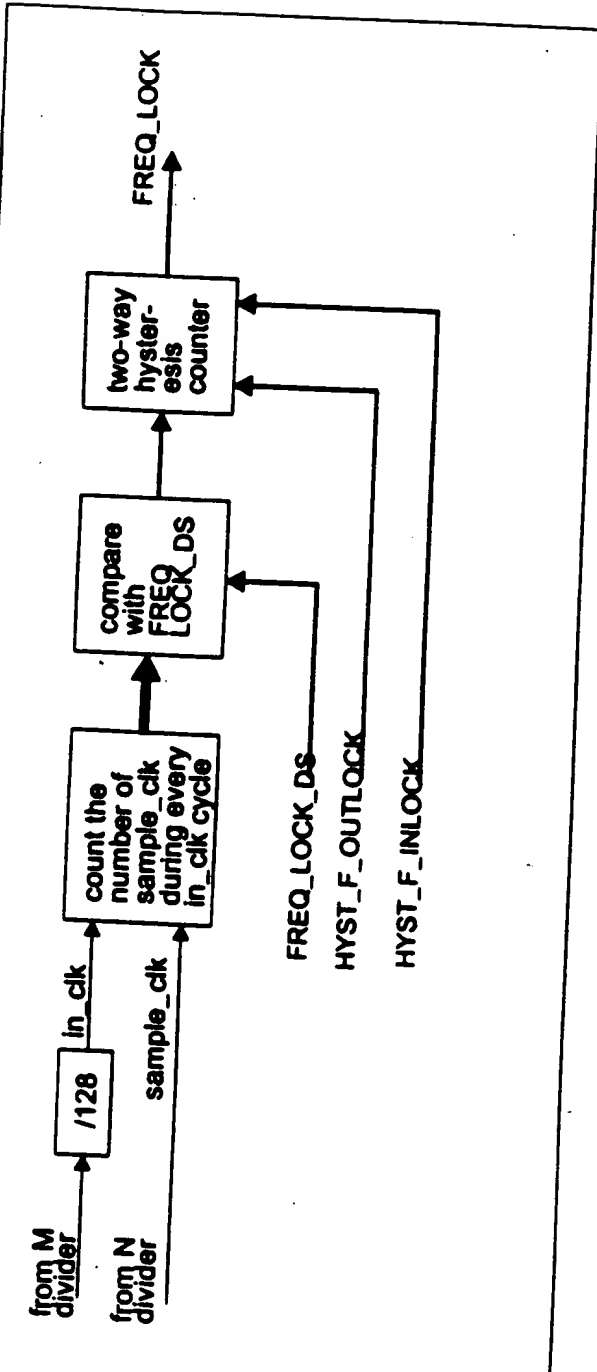 from M
divider
from N
divider
/128
in_clk
sample_clk
count the
number of
sample_clk
during every
in_clk cycle
compare
with
FREQ
LOCK_DS
two-way
hyster-
esis
counter
FREQ_LOCK
FREQ_LOCK_DS
HYST_F_OUTLOCK
HYST_F_INLOCK